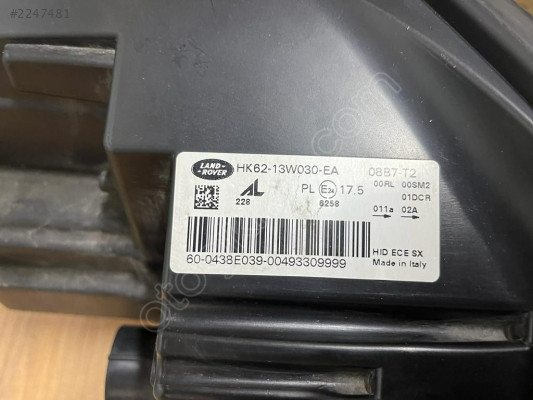 #2247481
LAND-
-ROVER
HK62-13W030-EA
08B7-T2
00RL 00SM2
01DCR
AL
228
PL E24 17.5
6258
011a 02A
60-0438E039-00493309999
HID ECE SX
Made in Italy